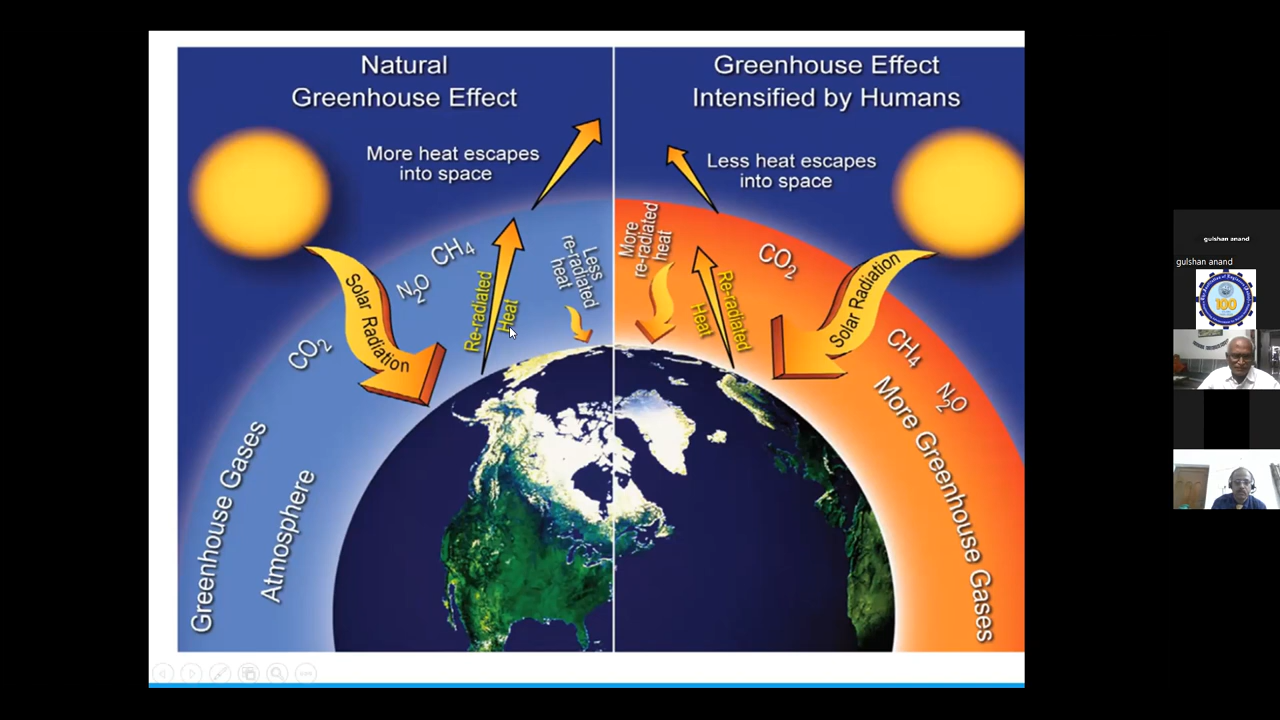 Natural
Greenhouse Effect
More heat escapes
into space
Solar Radiation
CO2
N2O
CH4
Re-radiated
Heat
Less
re-radiated
heat
Greenhouse Gases
Atmosphere
Greenhouse Effect
Intensified by Humans
Less heat escapes
into space
More
re-radiated
heat
Re-radiated
Heat
CO2
Solar Radiation
CH4
N2O
More Greenhouse Gases
gulshan anand
gulshan anand
100